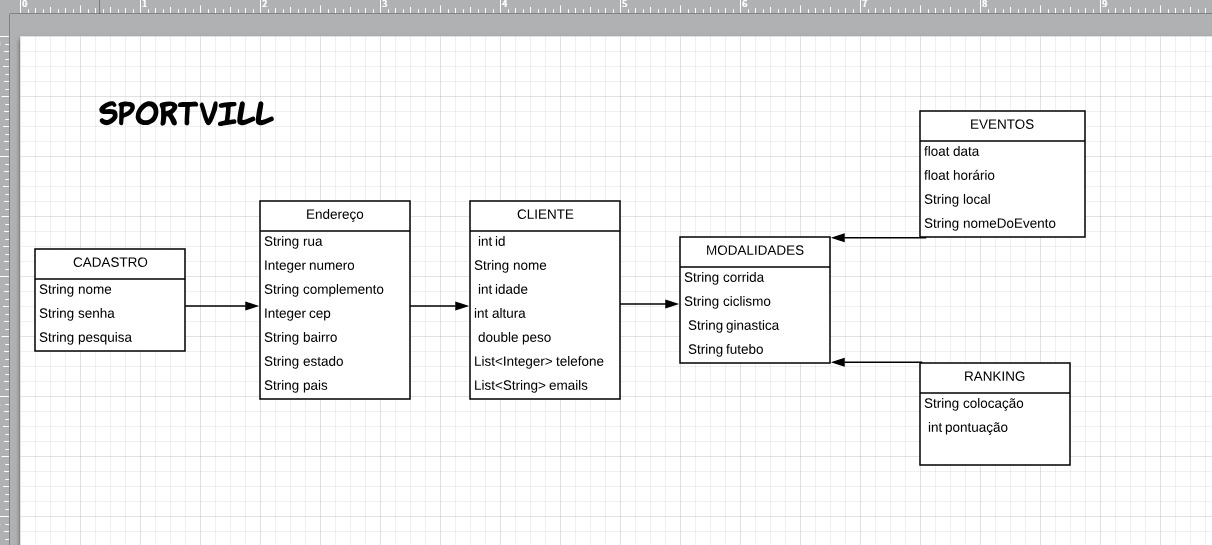 0 1 2 3 4 5 6 7 8 9
SPORTVILL
CADASTRO
String nome
String senha
String pesquisa
Endereço
String rua
Integer numero
String complemento
Integer cep
String bairro
String estado
String pais
CLIENTE
int id
String nome
int idade
int altura
double peso
List<Integer> telefone
List<String> emails
MODALIDADES
String corrida
String ciclismo
String ginastica
String futebo
EVENTOS
float data
float horário
String local
String nomeDoEvento
RANKING
String colocação
int pontuação